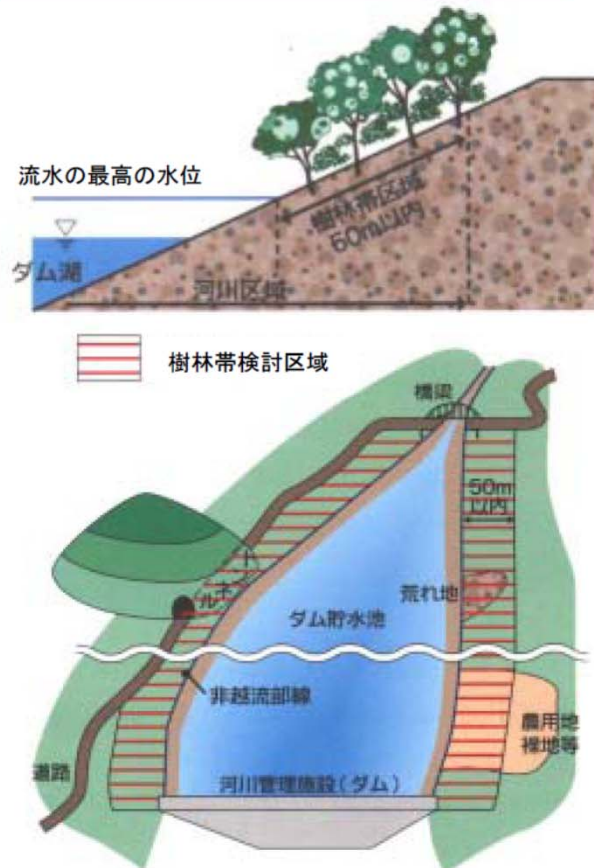 流水の最高の水位
樹林帯区域
50m以内
ダム湖
河川区域
樹林帯検討区域
橋梁
50m
以内
トンネル
荒れ地
ダム貯水池
非越流部線
農用地
裸地等
道路
河川管理施設(ダム)